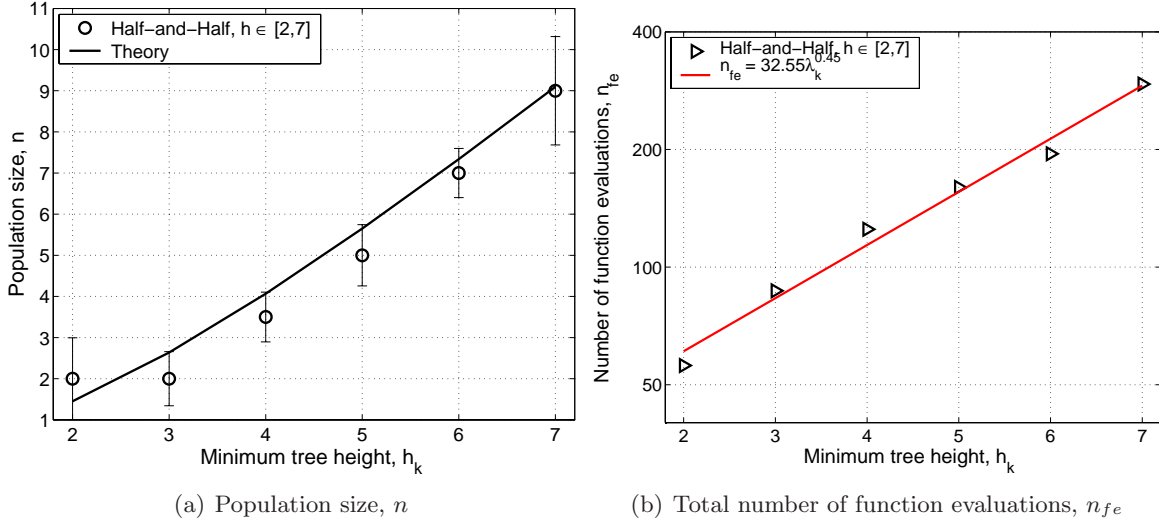 11
10
9
8
7
6
5
4
3
2
1
Population size, n
Half−and−Half, h ∈ [2,7]
Theory
2 3 4 5 6 7
Minimum tree height, h_k
(a) Population size, n
400
300
200
100
50
Number of function evaluations, n_fe
Half−and−Half, h ∈ [2,7]
n_fe = 32.55λ_k^0.45
2 3 4 5 6 7
Minimum tree height, h_k
(b) Total number of function evaluations, n_fe